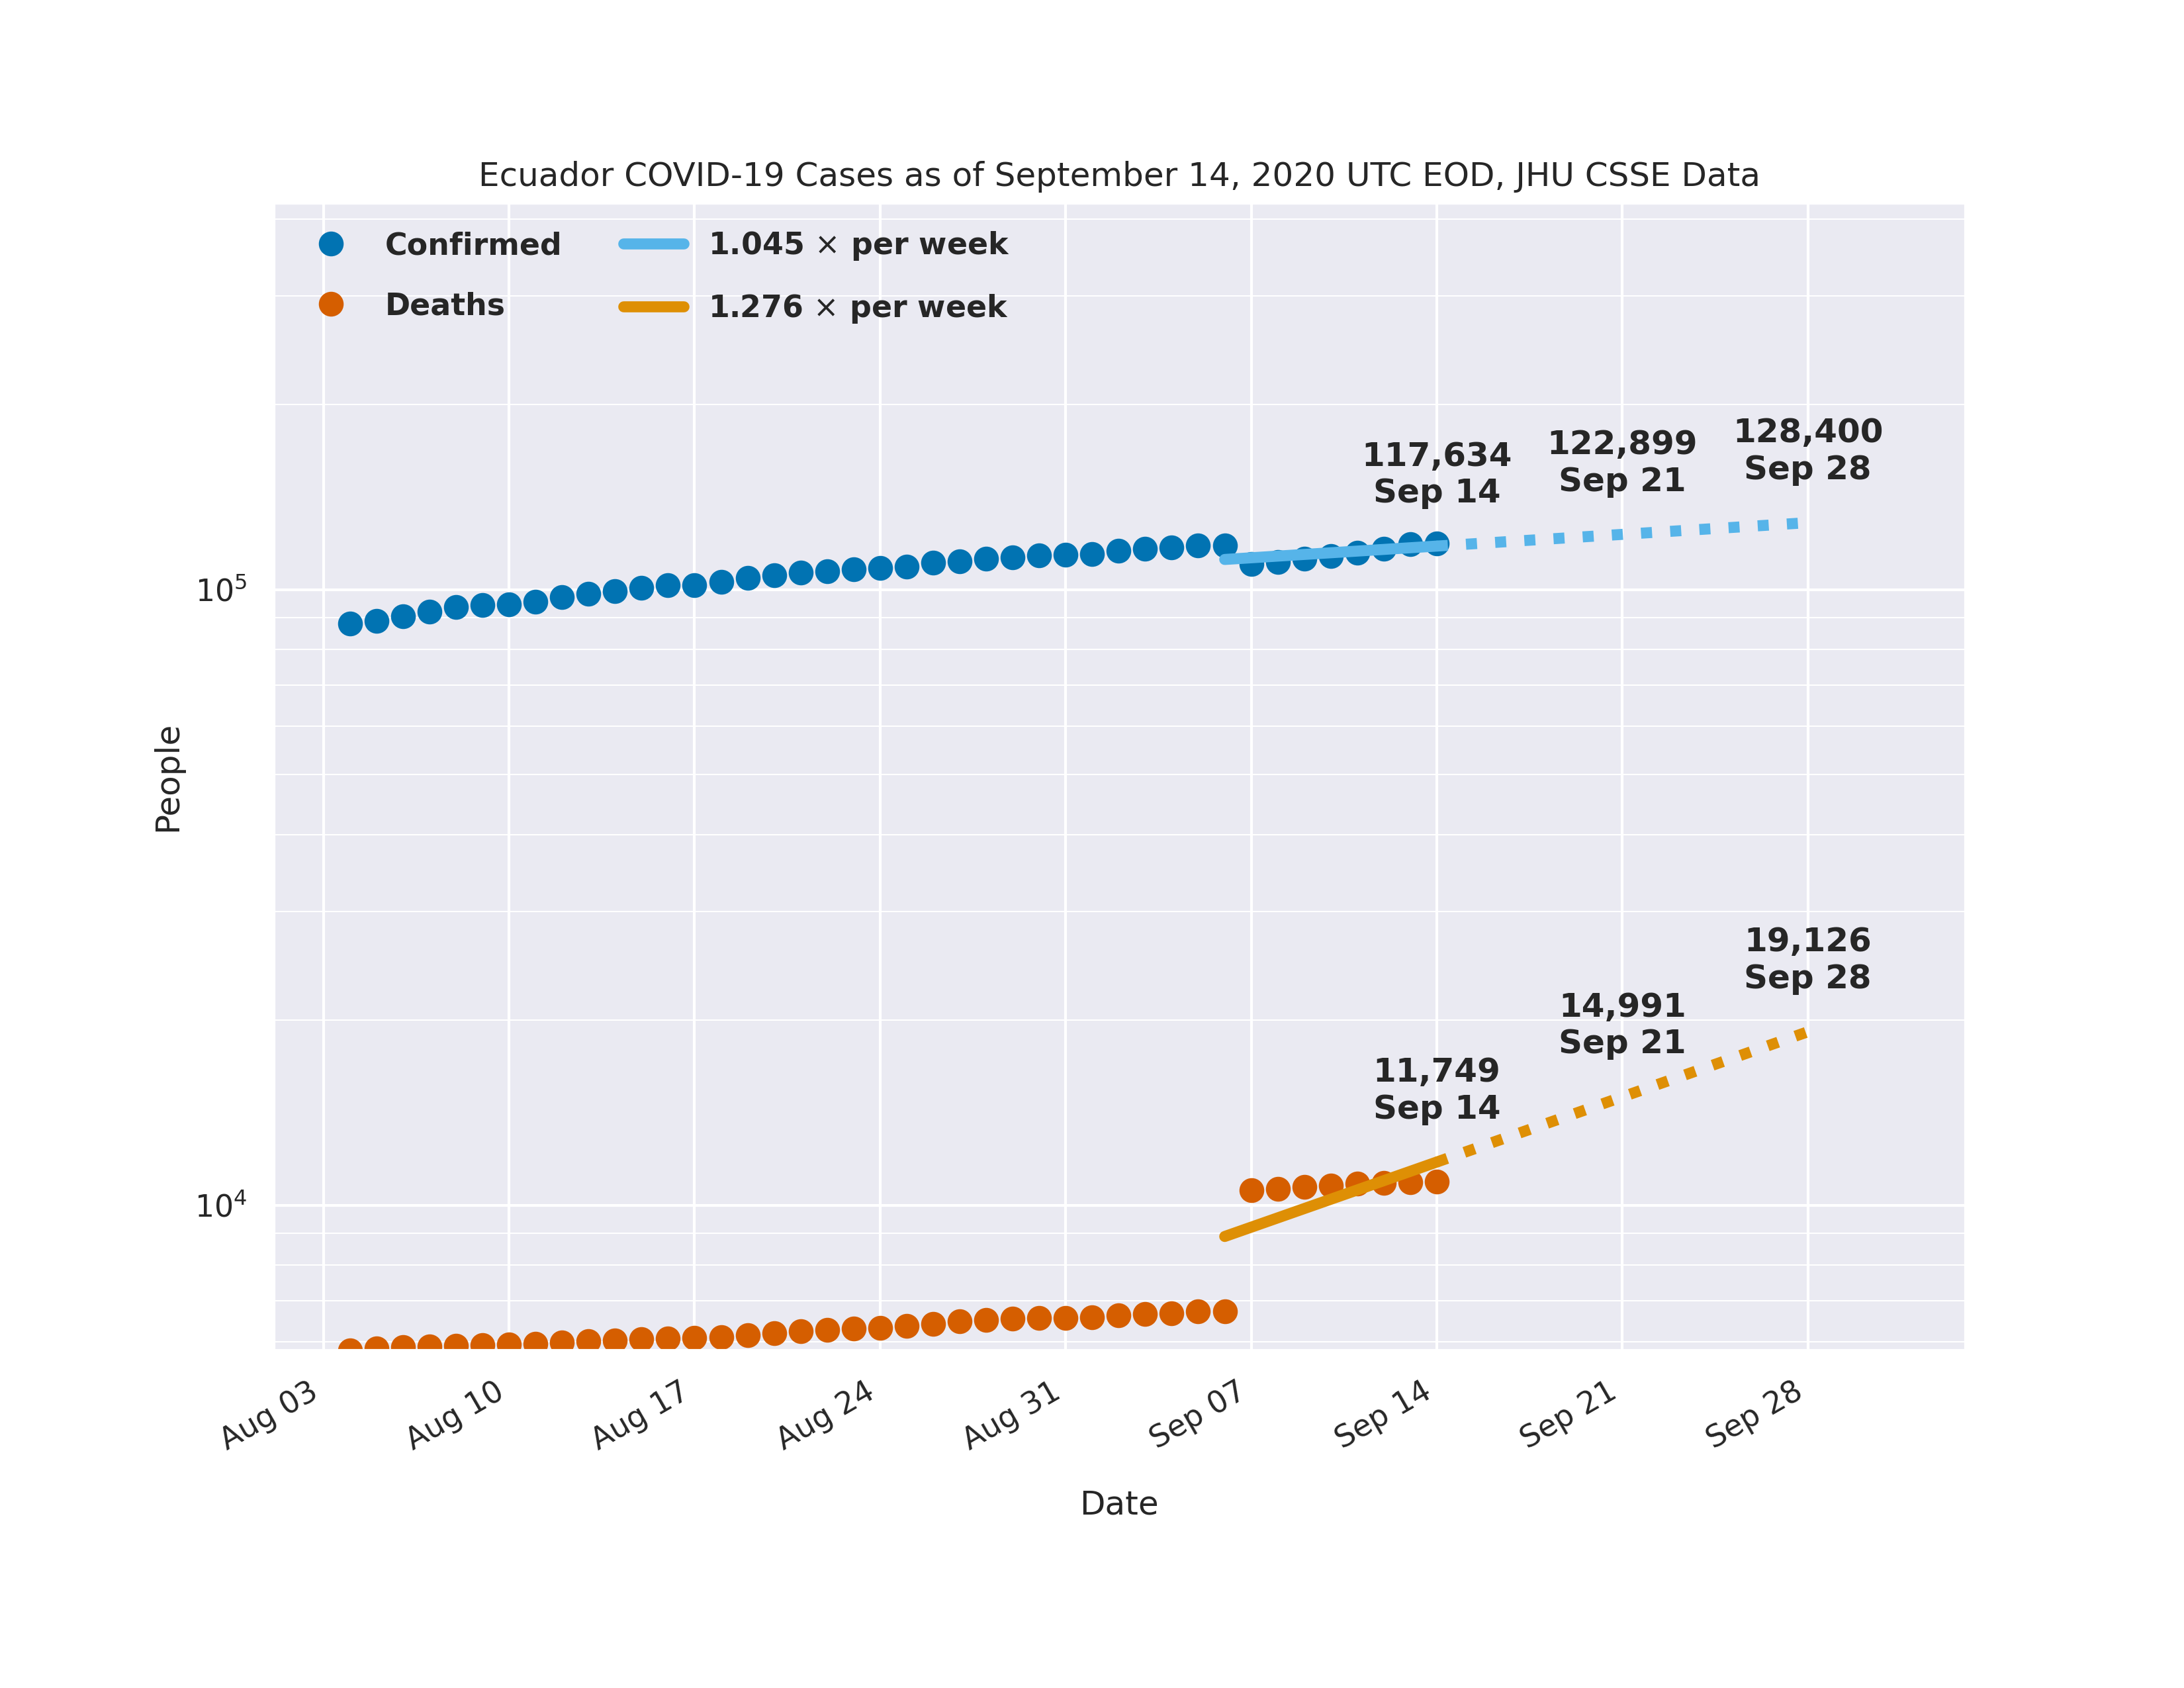 Ecuador COVID-19 Cases as of September 14, 2020 UTC EOD, JHU CSSE Data
Confirmed
Deaths
1.045 × per week
1.276 × per week
117,634
Sep 14
122,899
Sep 21
128,400
Sep 28
11,749
Sep 14
14,991
Sep 21
19,126
Sep 28
People
10⁵
10⁴
Aug 03
Aug 10
Aug 17
Aug 24
Aug 31
Sep 07
Sep 14
Sep 21
Sep 28
Date